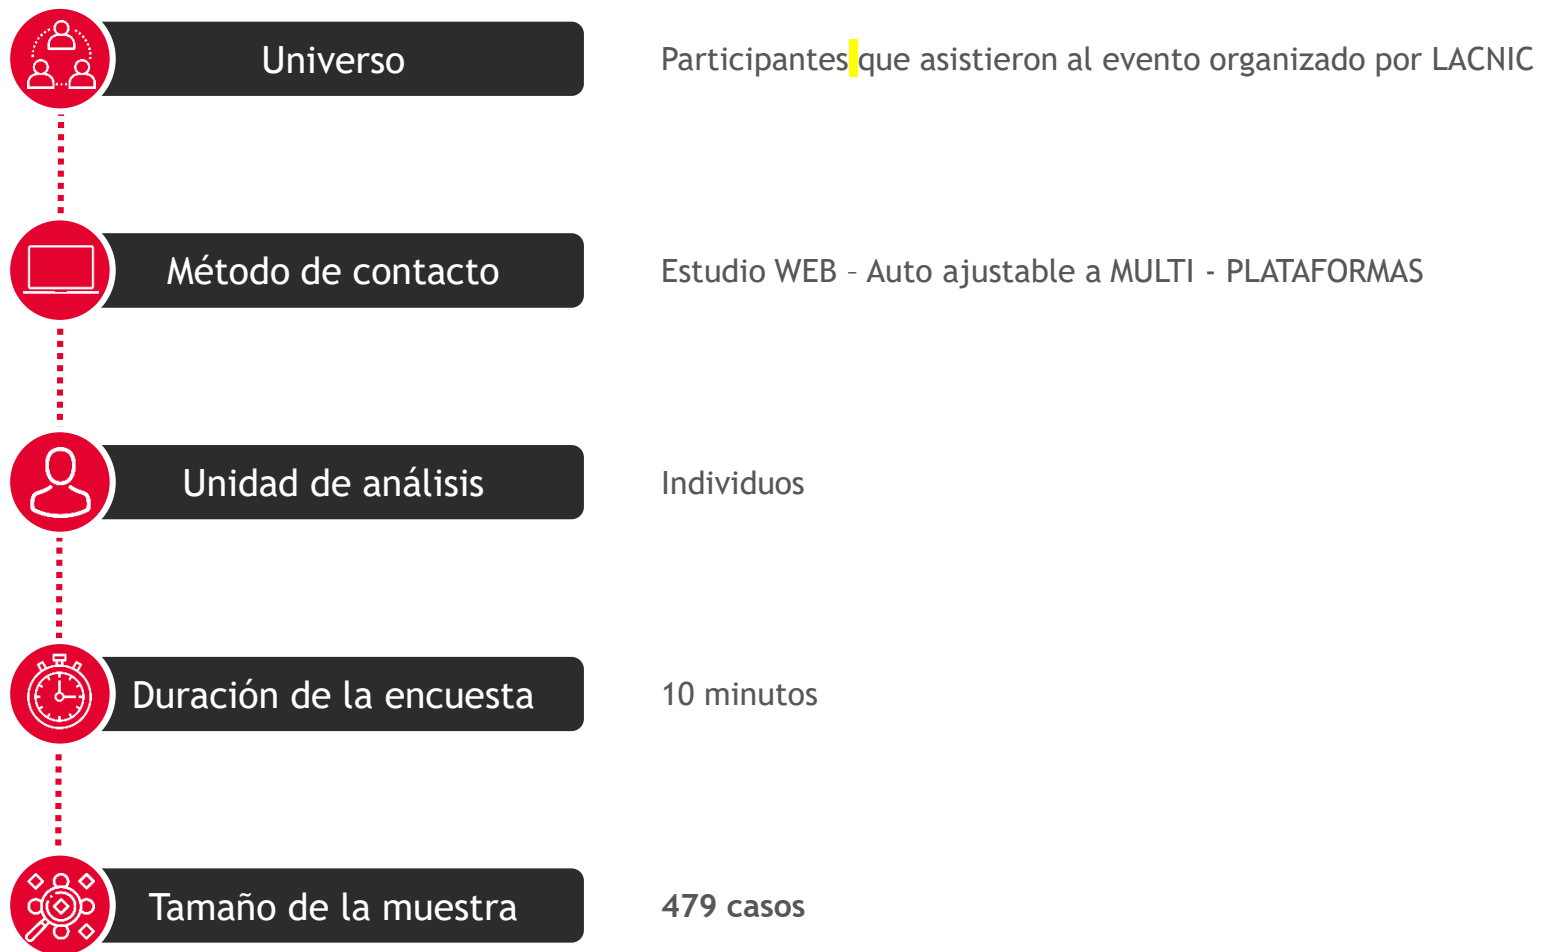 Universo
Participantes que asistieron al evento organizado por LACNIC
Método de contacto
Estudio WEB – Auto ajustable a MULTI - PLATAFORMAS
Unidad de análisis
Individuos
Duración de la encuesta
10 minutos
Tamaño de la muestra
479 casos